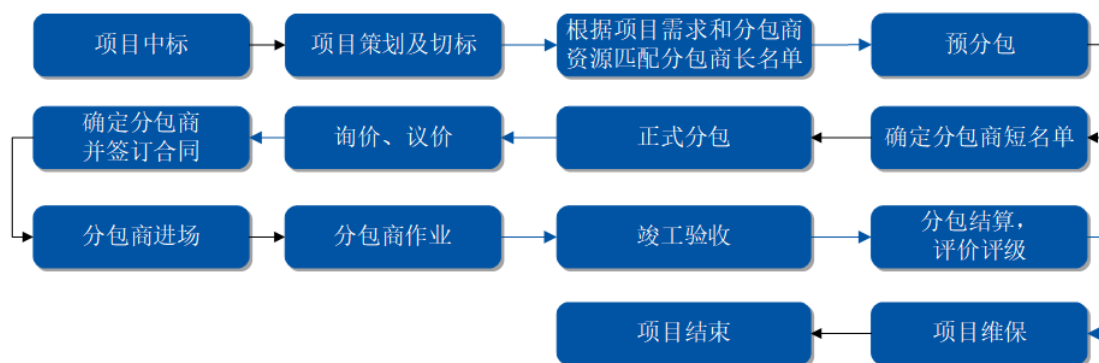 项目中标
项目策划及切标
根据项目需求和分包商
资源匹配分包商长名单
预分包
确定分包商短名单
正式分包
询价、议价
确定分包商
并签订合同
分包商进场
分包商作业
竣工验收
分包结算，
评价评级
项目维保
项目结束